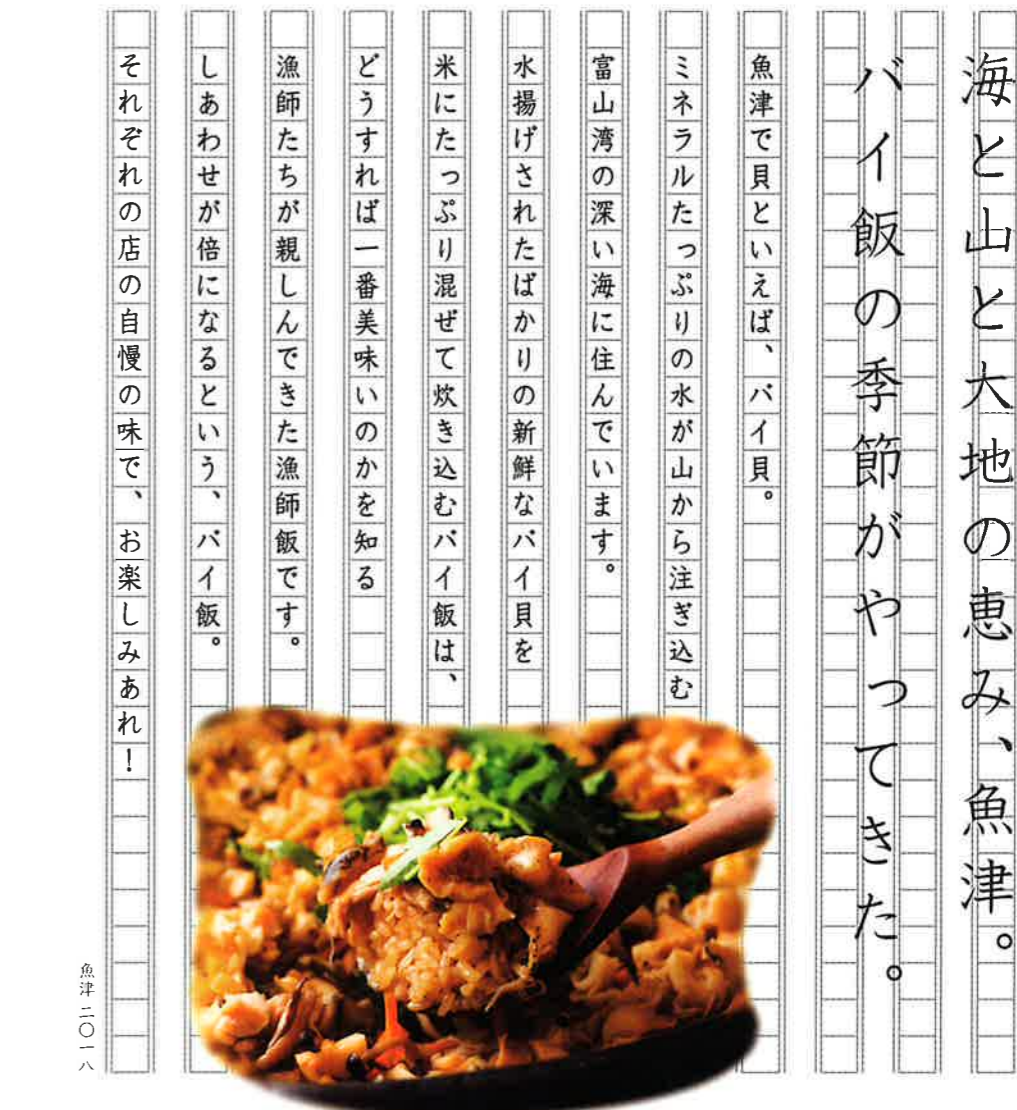 海と山と大地の恵み、魚津。
バイ飯の季節がやってきた。
魚津で貝といえば、バイ貝。
ミネラルたっぷりの水が山から注ぎ込む
富山湾の深い海に住んでいます。
水揚げされたばかりの新鮮なバイ貝を
米にたっぷり混ぜて炊き込むバイ飯は、
どうすれば一番美味いのかを知る
漁師たちが親しんできた漁師飯です。
しあわせが倍になるという、バイ飯。
それぞれの店の自慢の味で、お楽しみあれ！
魚津 二〇一八